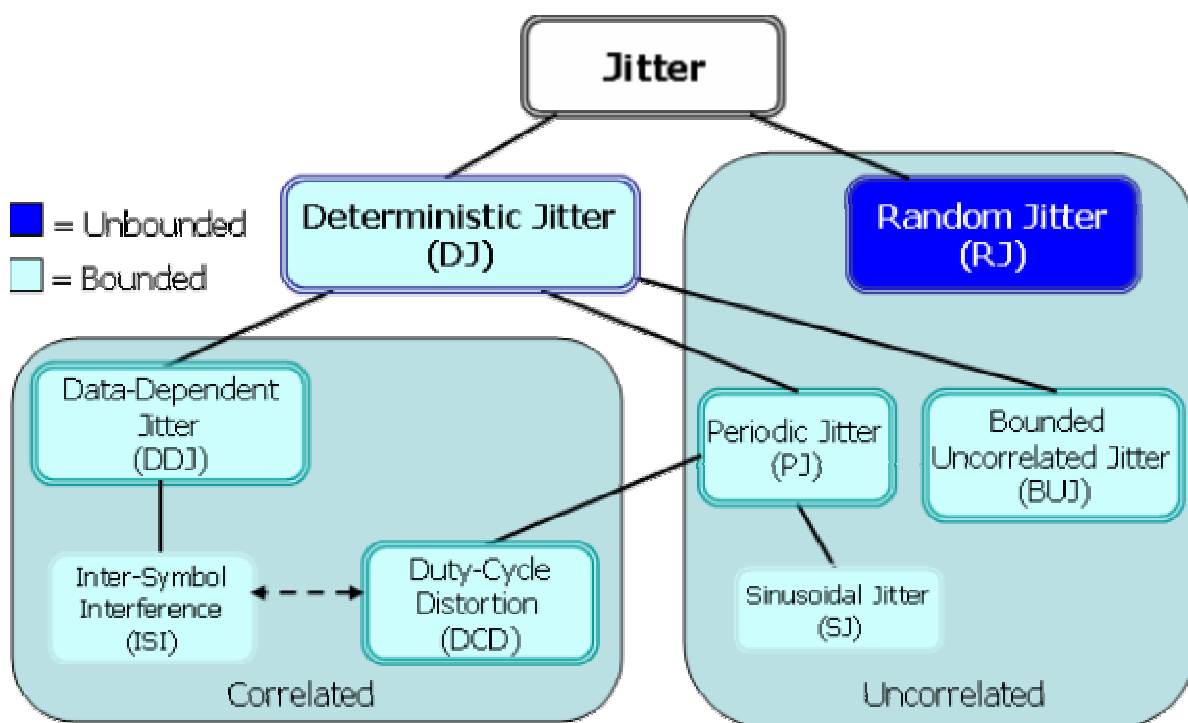 Jitter
Deterministic Jitter
(DJ)
Random Jitter
(RJ)
= Unbounded
= Bounded
Data-Dependent
Jitter
(DDJ)
Periodic Jitter
(PJ)
Bounded
Uncorrelated Jitter
(BUJ)
Inter-Symbol
Interference
(ISI)
Duty-Cycle
Distortion
(DCD)
Sinusoidal Jitter
(SJ)
Correlated
Uncorrelated